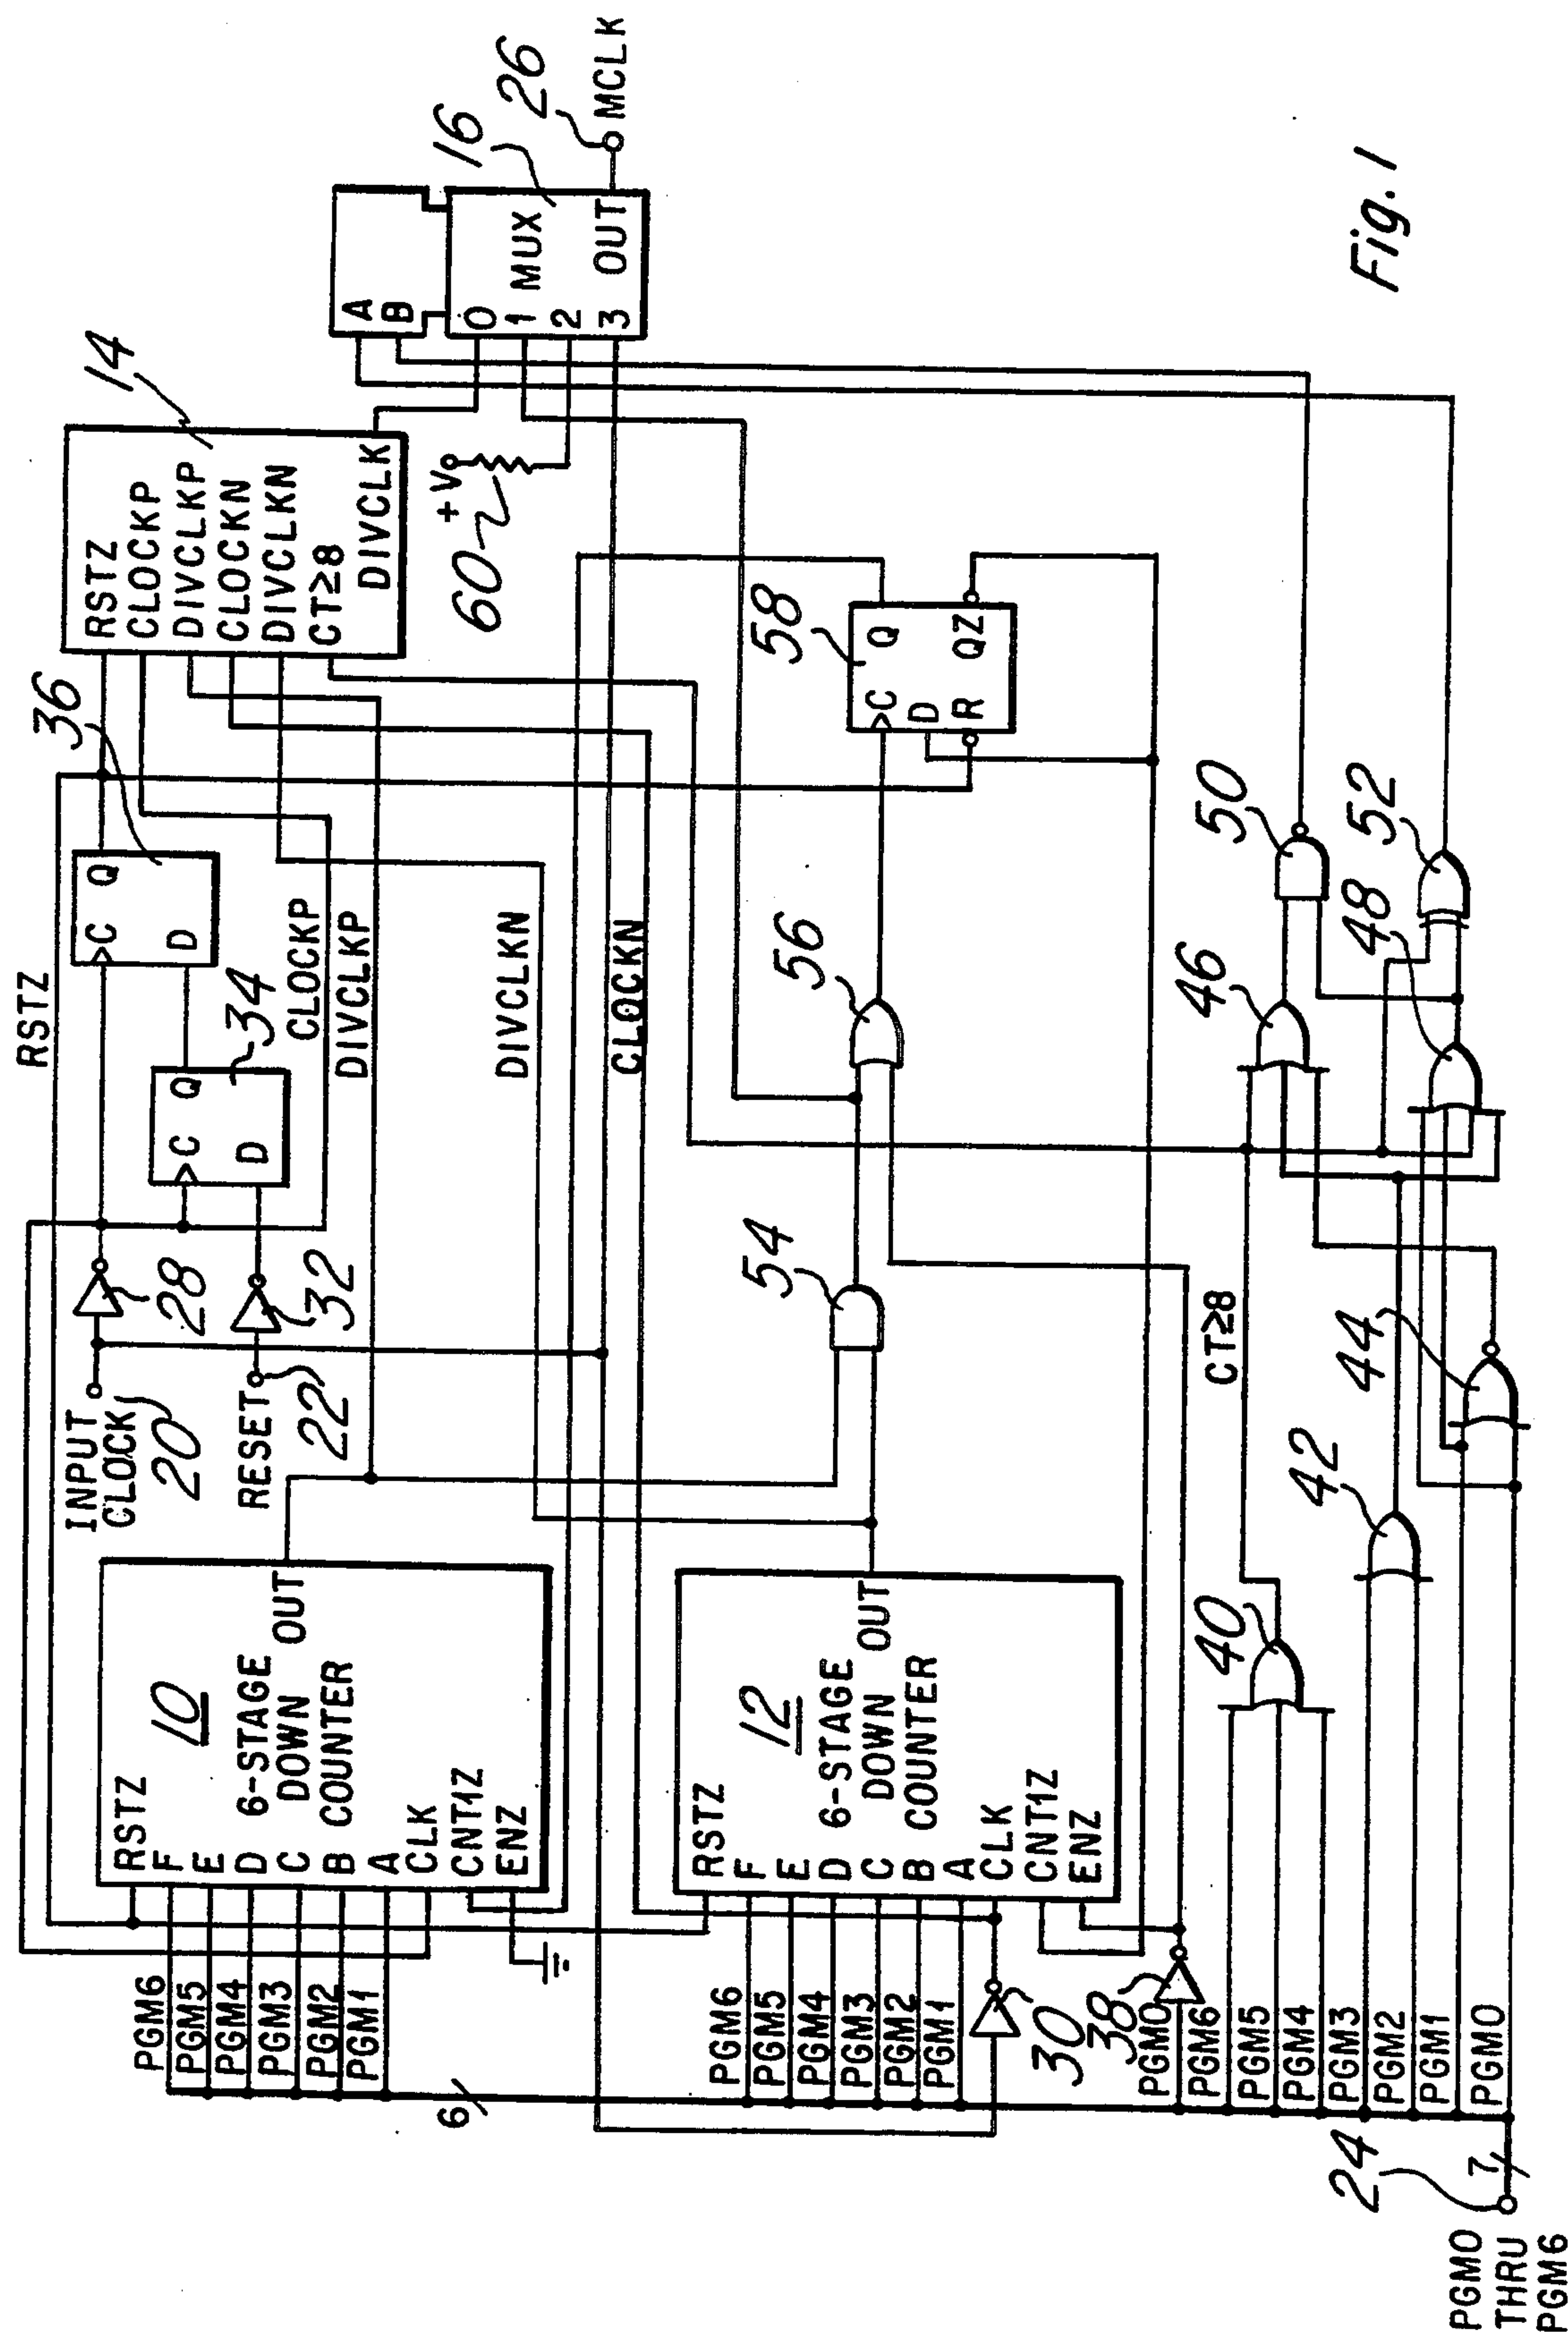 RSTZ
36
14
RSTZ
CLOCKP
DIVCLKP
CLOCKN
DIVCLKN
CT≥8
DIVCLK
C Q
D
INPUT
CLOCK
20
28
34
C Q
D
CLOCKP
DIVCLKP
RESET
22
32
+V
60
A
B
0
1
2
3
MUX
OUT
16
26
MCLK
PGM6
PGM5
PGM4
PGM3
PGM2
PGM1
6
RSTZ
F
E
D
C
B
A
CLK
CNT1Z
ENZ
10
6-STAGE
DOWN
COUNTER
OUT
DIVCLKN
CLOCKN
PGM6
PGM5
PGM4
PGM3
PGM2
PGM1
30
RSTZ
F
E
D
C
B
A
CLK
CNT1Z
ENZ
12
6-STAGE
DOWN
COUNTER
OUT
54
56
58
C Q
D
R QZ
38
PGM0
PGM6
PGM5
PGM4
PGM3
PGM2
PGM1
PGM0
40
CT≥8
42
44
46
48
50
52
24
7
PGM0
THRU
PGM6
Fig. 1